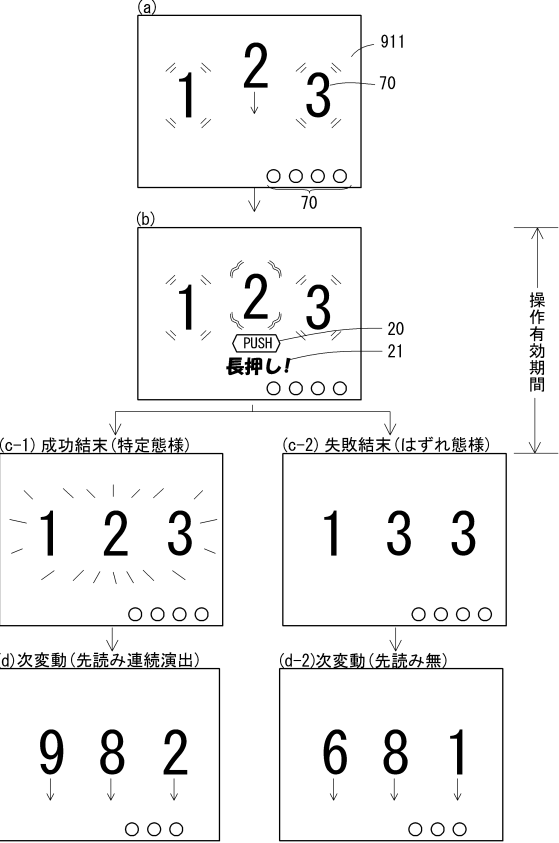 (a)
1 2 3
911
70
70
(b)
1 2 3
PUSH
長押し!
20
21
操作有効期間
(c-1) 成功結末(特定態様)
1 2 3
(c-2) 失敗結末(はずれ態様)
1 3 3
(d)次変動(先読み連続演出)
9 8 2
(d-2)次変動(先読み無)
6 8 1